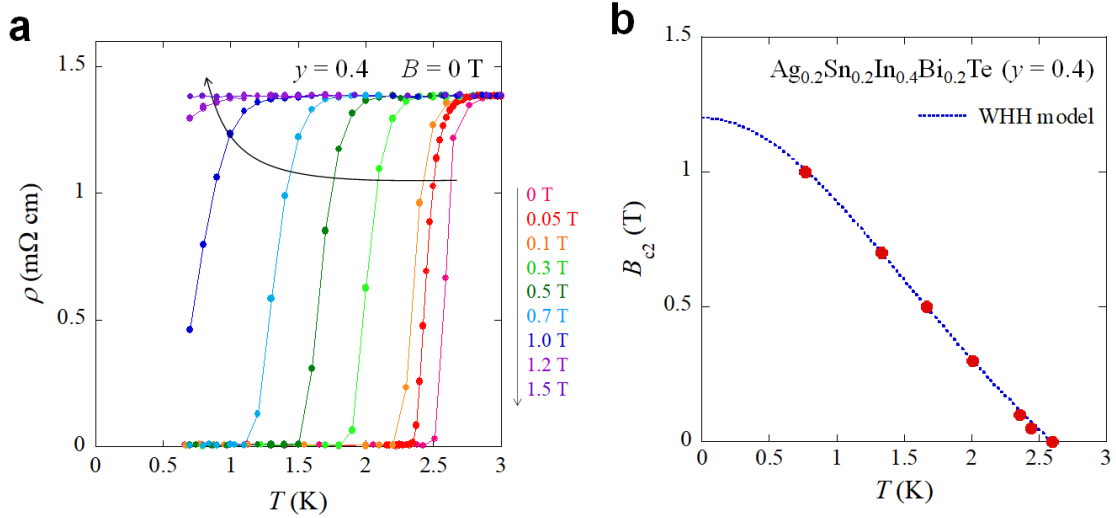 a
y = 0.4 B = 0 T
1.5
1
0.5
0
ρ (mΩ cm)
0 T
0.05 T
0.1 T
0.3 T
0.5 T
0.7 T
1.0 T
1.2 T
1.5 T
0 0.5 1 1.5 2 2.5 3
T (K)
b
Ag0.2Sn0.2In0.4Bi0.2Te (y = 0.4)
WHH model
1.5
1
0.5
0
Bc2 (T)
0 0.5 1 1.5 2 2.5 3
T (K)